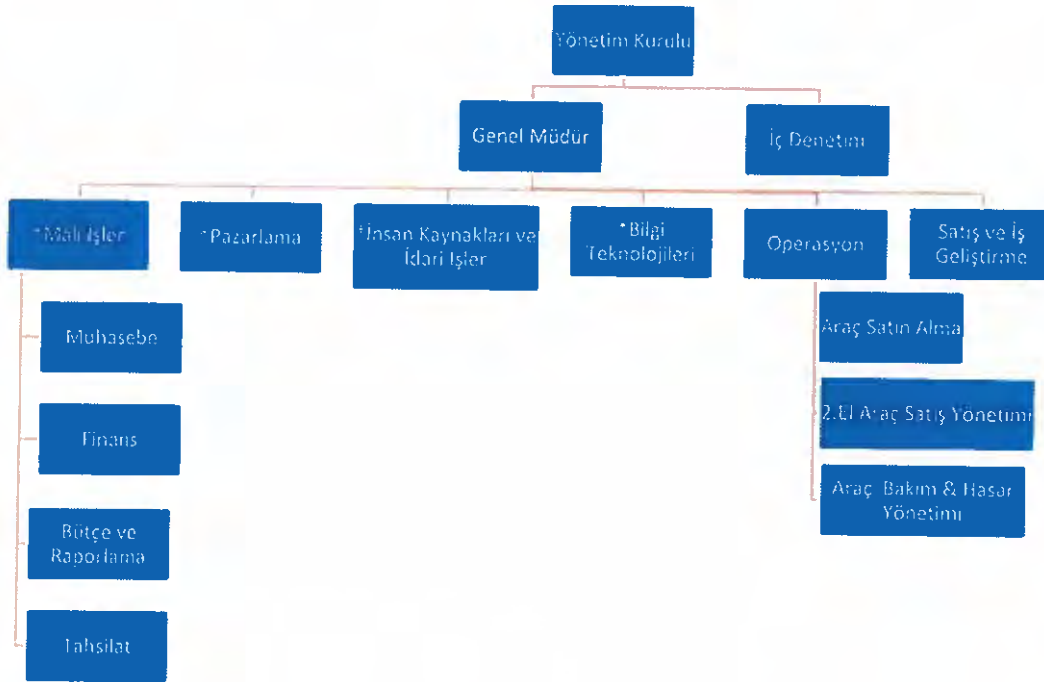 Yönetim Kurulu
Genel Müdür
İç Denetim
*Mali İşler
*Pazarlama
*İnsan Kaynakları ve
İdari İşler
*Bilgi
Teknolojileri
Operasyon
Satış ve İş
Geliştirme
Muhasebe
Finans
Bütçe ve
Raporlama
Tahsilat
Araç Satın Alma
2.El Araç Satış Yönetimi
Araç Bakım & Hasar
Yönetimi